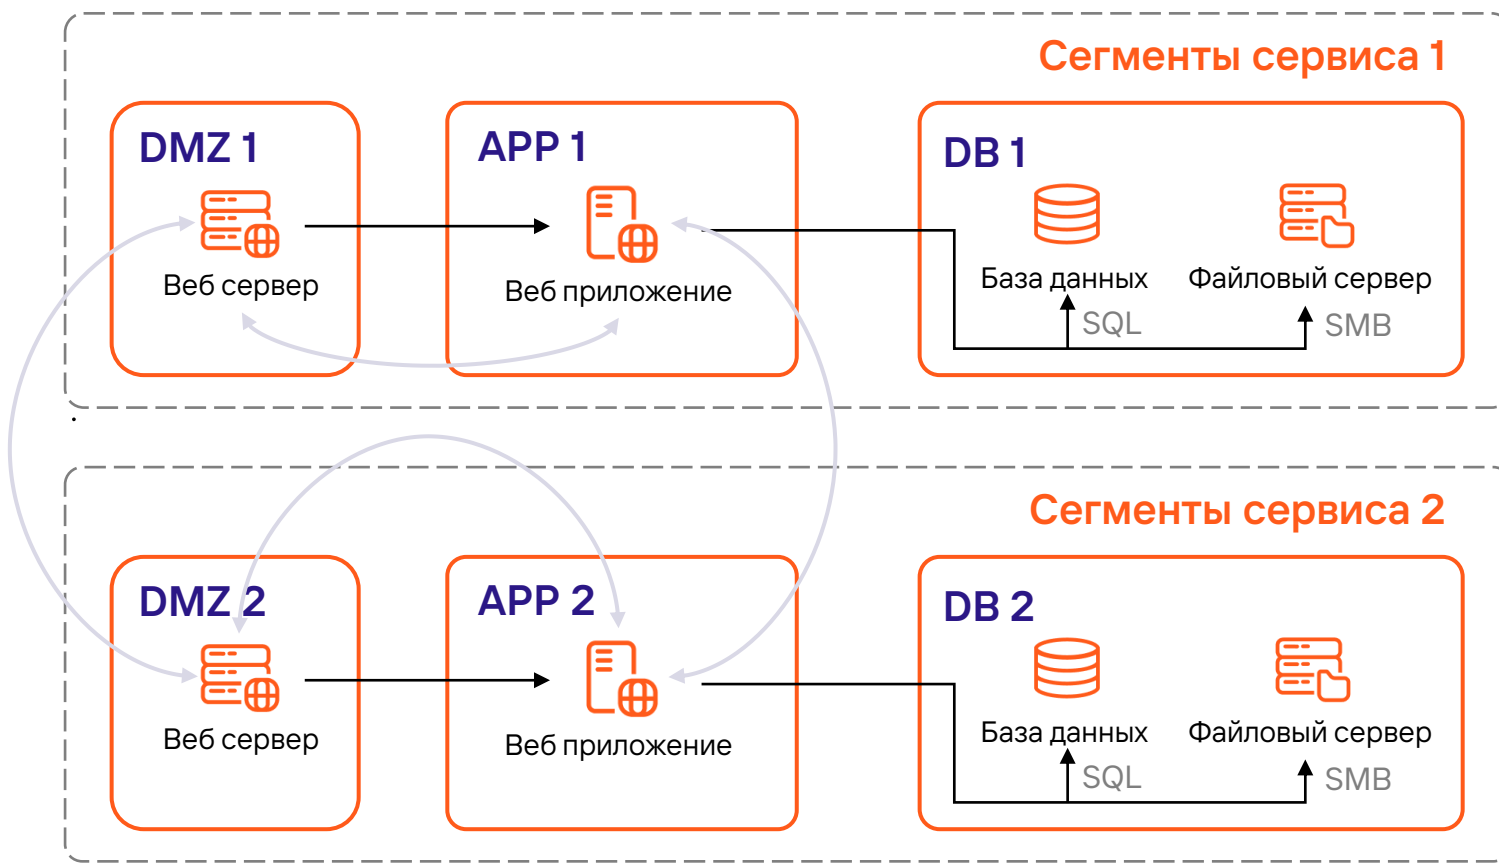 Сегменты сервиса 1
DMZ 1
APP 1
DB 1
Веб сервер
Веб приложение
База данных
Файловый сервер
SQL
SMB
.
Сегменты сервиса 2
DMZ 2
APP 2
DB 2
Веб сервер
Веб приложение
База данных
Файловый сервер
SQL
SMB